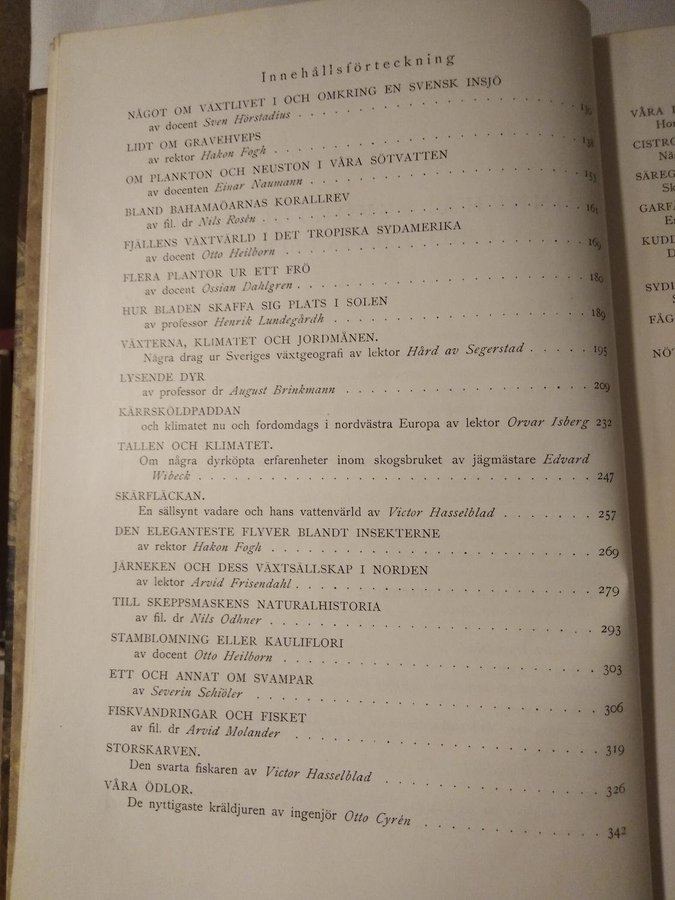 Innehållsförteckning
NÅGOT OM VÄXTLIVET I OCH OMKRING EN SVENSK INSJÖ
av docent Sven Hörstadius . . . 130
LIDT OM GRAVEHVEPS
av rektor Hakon Fogh . . . 138
OM PLANKTON OCH NEUSTON I VÅRA SÖTVATTEN
av docenten Einar Naumann . . . 153
BLAND BAHAMAÖARNAS KORALLREV
av fil. dr Nils Rosén . . . 161
FJÄLLENS VÄXTVÄRLD I DET TROPISKA SYDAMERIKA
av docent Otto Heilborn . . . 169
FLERA PLANTOR UR ETT FRÖ
av docent Ossian Dahlgren . . . 180
HUR BLADEN SKAFFA SIG PLATS I SOLEN
av professor Henrik Lundegårdh . . . 189
VÄXTERNA, KLIMATET OCH JORDMÅNEN.
Några drag ur Sveriges växtgeografi av lektor Hård av Segerstad . . . 195
LYSENDE DYR
av professor dr August Brinkmann . . . 209
KÄRRSKÖLDPADDAN
och klimatet nu och fordomdags i nordvästra Europa av lektor Orvar Isberg 232
TALLEN OCH KLIMATET.
Om några dyrköpta erfarenheter inom skogsbruket av jägmästare Edvard
Wibeck . . . 247
SKÄRFLÄCKAN.
En sällsynt vadare och hans vattenvärld av Victor Hasselblad . . . 257
DEN ELEGANTESTE FLYVER BLANDT INSEKTERNE
av rektor Hakon Fogh . . . 269
JÄRNEKEN OCH DESS VÄXTSÄLLSKAP I NORDEN
av lektor Arvid Frisendahl . . . 279
TILL SKEPPSMASKENS NATURALHISTORIA
av fil. dr Nils Odhner . . . 293
STAMBLOMNING ELLER KAULIFLORI
av docent Otto Heilborn . . . 303
ETT OCH ANNAT OM SVAMPAR
av Severin Schiöler . . . 306
FISKVANDRINGAR OCH FISKET
av fil. dr Arvid Molander . . . 319
STORSKARVEN.
Den svarta fiskaren av Victor Hasselblad . . . 326
VÅRA ÖDLOR.
De nyttigaste kräldjuren av ingenjör Otto Cyrén . . . 342
VÅRA